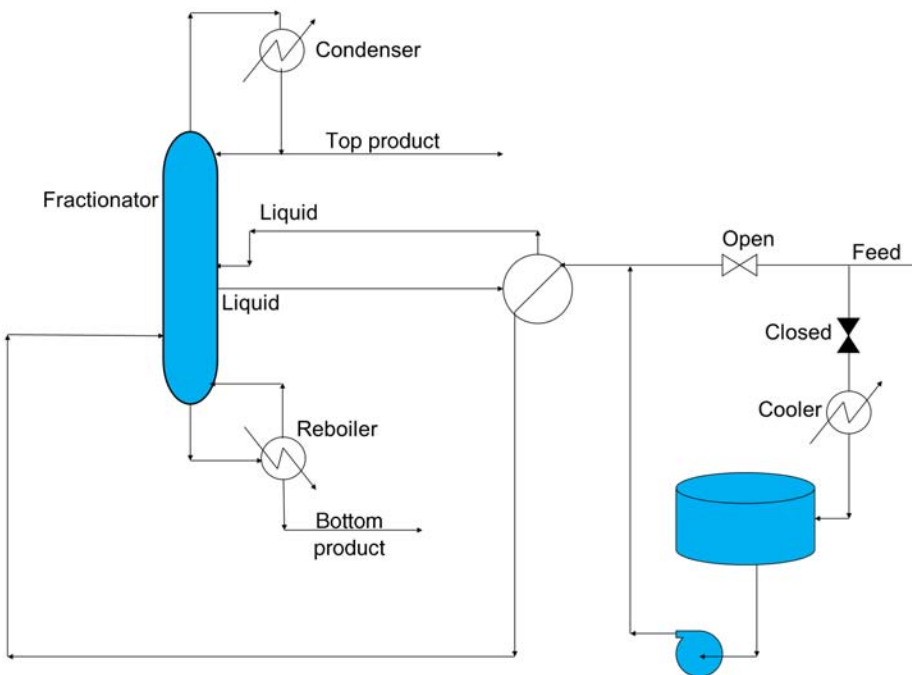 Condenser
Top product
Fractionator
Liquid
Open
Feed
Liquid
Closed
Cooler
Reboiler
Bottom
product